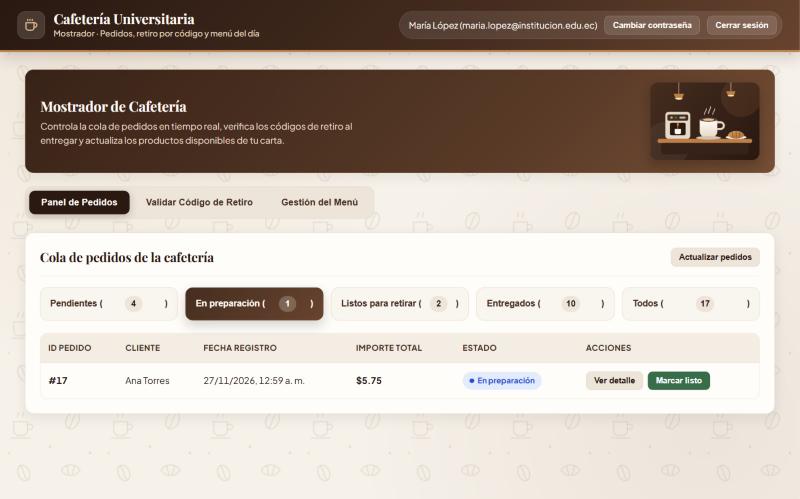 Cafetería Universitaria
Mostrador · Pedidos, retiro por código y menú del día
María López (maria.lopez@institucion.edu.ec)
Cambiar contraseña
Cerrar sesión
Mostrador de Cafetería
Controla la cola de pedidos en tiempo real, verifica los códigos de retiro al
entregar y actualiza los productos disponibles de tu carta.
Panel de Pedidos
Validar Código de Retiro
Gestión del Menú
Cola de pedidos de la cafetería
Actualizar pedidos
Pendientes ( 4 )
En preparación ( 1 )
Listos para retirar ( 2 )
Entregados ( 10 )
Todos ( 17 )
ID PEDIDO CLIENTE FECHA REGISTRO IMPORTE TOTAL ESTADO ACCIONES
#17 Ana Torres 27/11/2026, 12:59 a. m. $5.75 En preparación Ver detalle Marcar listo